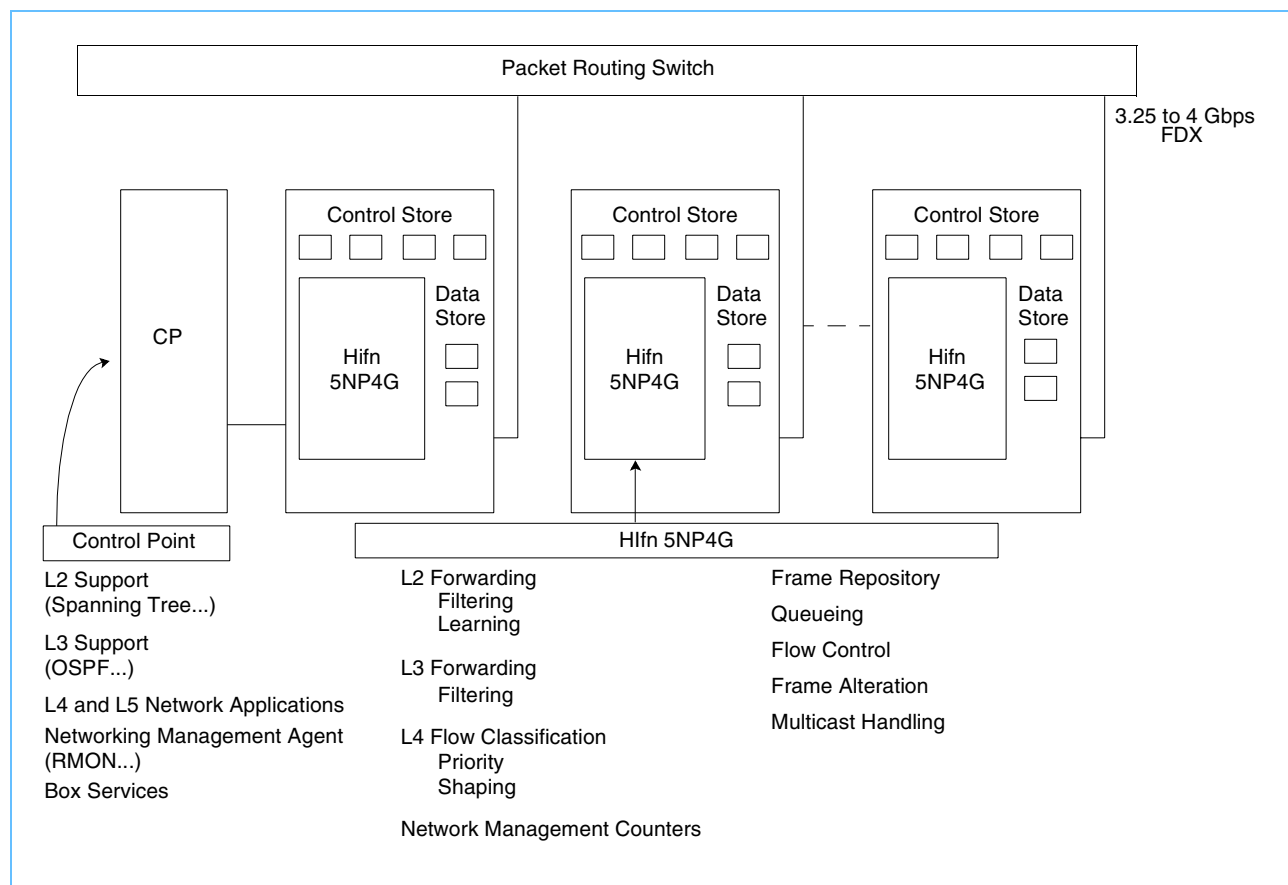 Packet Routing Switch
3.25 to 4 Gbps
FDX
CP
Control Store
Data
Store
Hifn
5NP4G
Control Store
Data
Store
Hifn
5NP4G
Control Store
Data
Store
Hifn
5NP4G
Control Point
L2 Support
(Spanning Tree...)
L3 Support
(OSPF...)
L4 and L5 Network Applications
Networking Management Agent
(RMON...)
Box Services
HIfn 5NP4G
L2 Forwarding
Filtering
Learning
L3 Forwarding
Filtering
L4 Flow Classification
Priority
Shaping
Network Management Counters
Frame Repository
Queueing
Flow Control
Frame Alteration
Multicast Handling